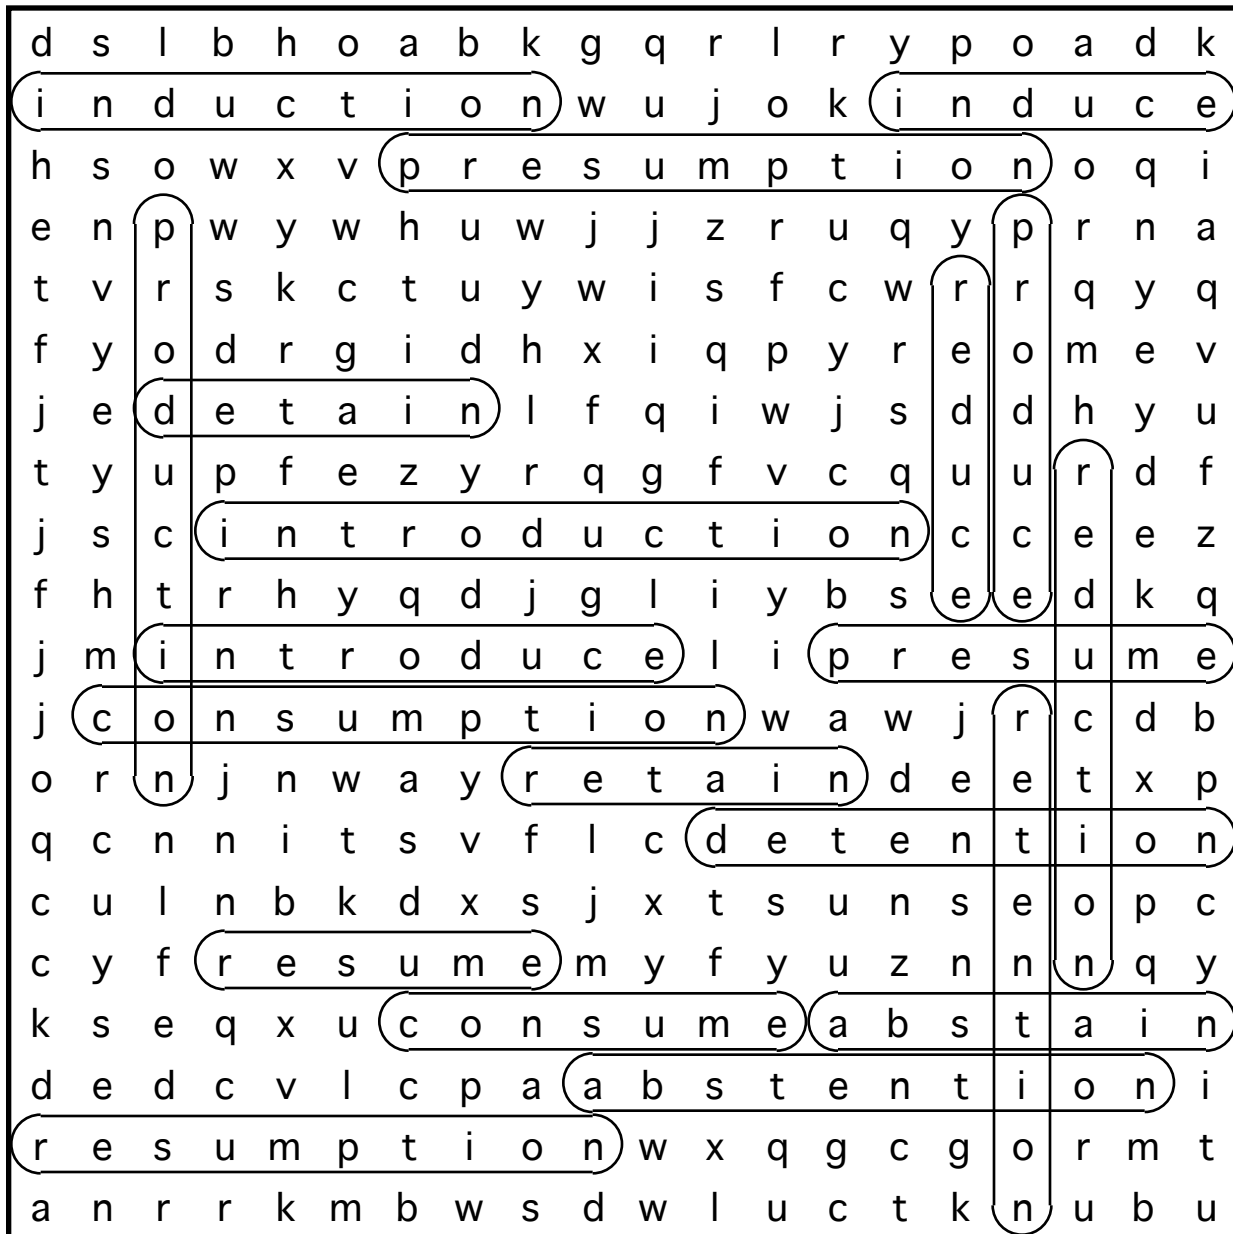 d s l b h o a b k g q r l r y p o a d k
i n d u c t i o n w u j o k i n d u c e
h s o w x v p r e s u m p t i o n o q i
e n p w y w h u w j j z r u q y p r n a
t v r s k c t u y w i s f c w r r q y q
f y o d r g i d h x i q p y r e o m e v
j e d e t a i n l f q i w j s d d h y u
t y u p f e z y r q g f v c q u u r d f
j s c i n t r o d u c t i o n c c e e z
f h t r h y q d j g l i y b s e e d k q
j m i n t r o d u c e l i p r e s u m e
j c o n s u m p t i o n w a w j r c d b
o r n j n w a y r e t a i n d e e t x p
q c n n i t s v f l c d e t e n t i o n
c u l n b k d x s j x t s u n s e o p c
c y f r e s u m e m y f y u z n n n q y
k s e q x u c o n s u m e a b s t a i n
d e d c v l c p a a b s t e n t i o n i
r e s u m p t i o n w x q g c g o r m t
a n r r k m b w s d w l u c t k n u b u